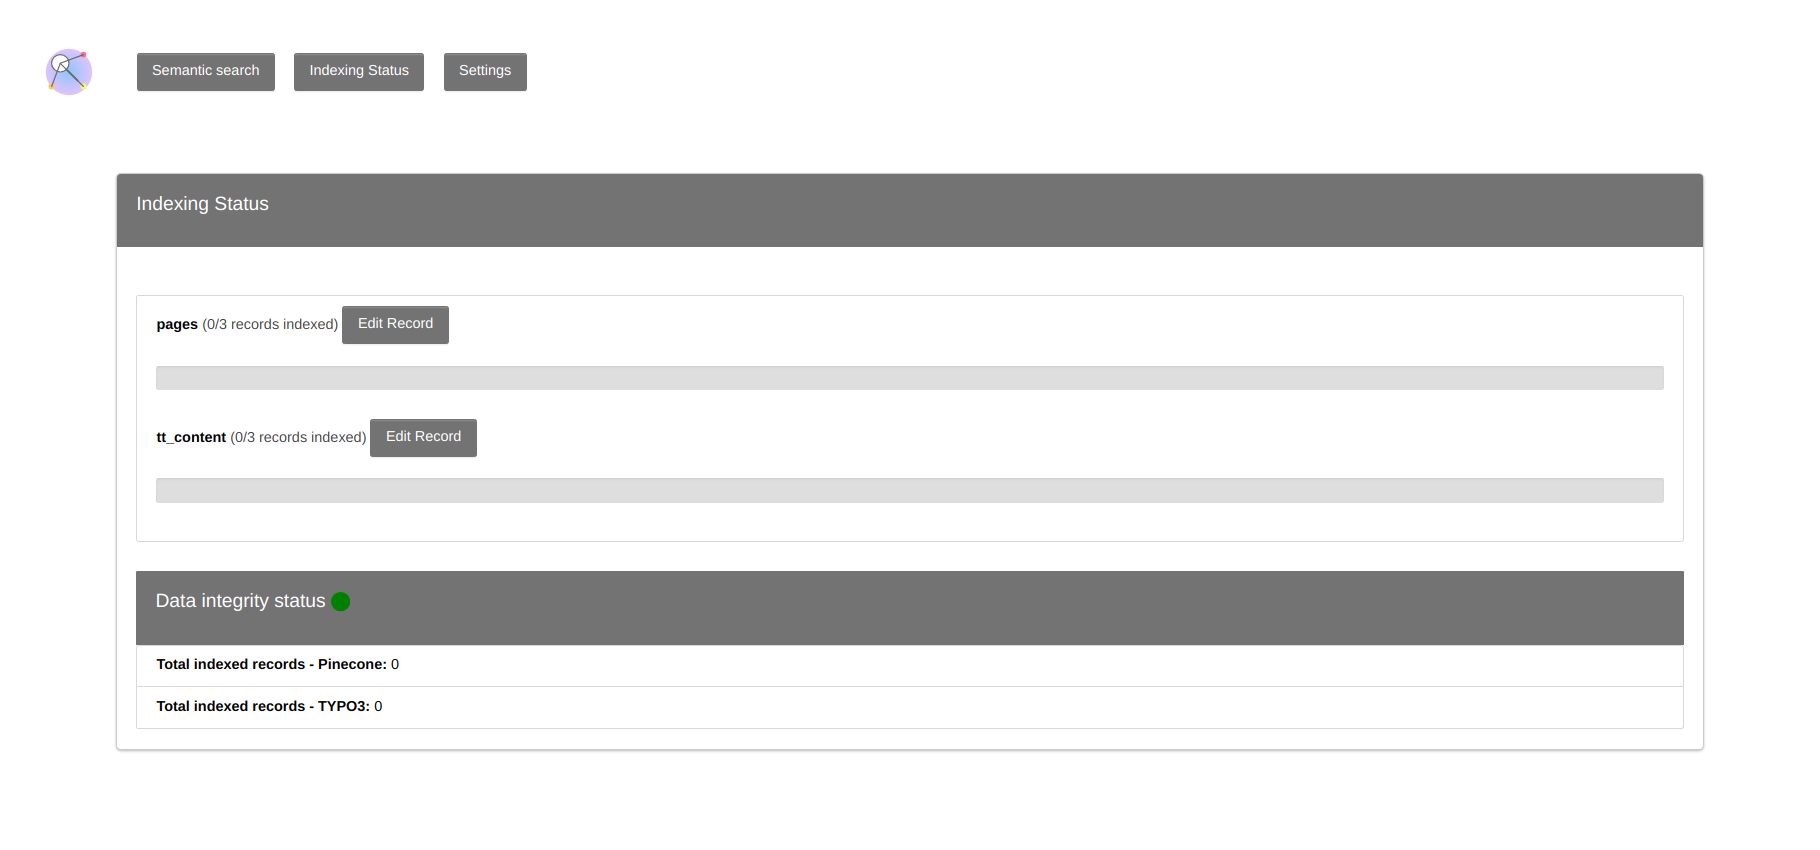 Semantic search Indexing Status Settings
Indexing Status
pages (0/3 records indexed) Edit Record
tt_content (0/3 records indexed) Edit Record
Data integrity status
Total indexed records - Pinecone: 0
Total indexed records - TYPO3: 0